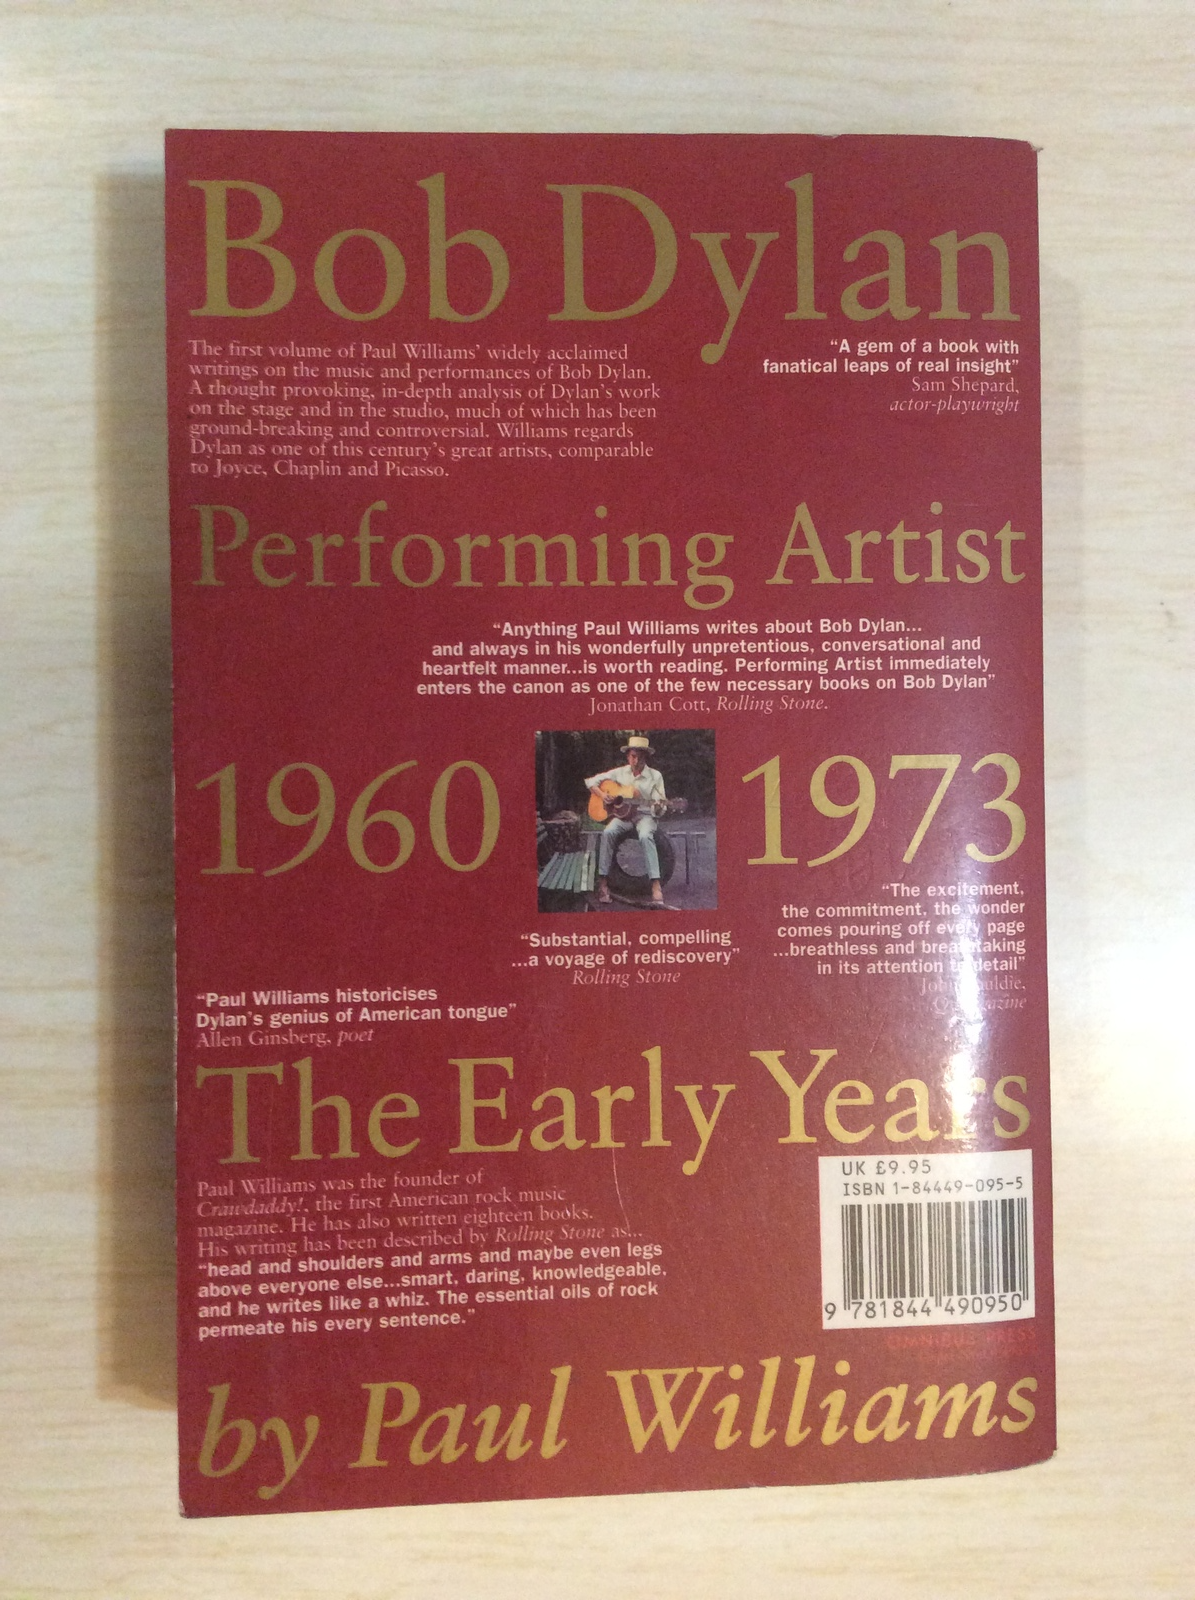 Bob Dylan
The first volume of Paul Williams’ widely acclaimed
writings on the music and performances of Bob Dylan.
A thought provoking, in-depth analysis of Dylan’s work
on the stage and in the studio, much of which has been
ground-breaking and controversial. Williams regards
Dylan as one of this century’s great artists, comparable
to Joyce, Chaplin and Picasso.
“A gem of a book with
fanatical leaps of real insight”
Sam Shepard,
actor-playwright
Performing Artist
“Anything Paul Williams writes about Bob Dylan...
and always in his wonderfully unpretentious, conversational and
heartfelt manner...is worth reading. Performing Artist immediately
enters the canon as one of the few necessary books on Bob Dylan”
Jonathan Cott, Rolling Stone.
1960
1973
“The excitement,
the commitment, the wonder
comes pouring off every page
...breathless and breathtaking
in its attention to detail”
“Substantial, compelling
...a voyage of rediscovery”
Rolling Stone
“Paul Williams historicises
Dylan’s genius of American tongue”
Allen Ginsberg, poet
The Early Years
Paul Williams was the founder of
Crawdaddy!, the first American rock music
magazine. He has also written eighteen books.
His writing has been described by Rolling Stone as...
“head and shoulders and arms and maybe even legs
above everyone else...smart, daring, knowledgeable,
and he writes like a whiz. The essential oils of rock
permeate his every sentence.”
UK £9.95
ISBN 1-84449-095-5
9 781844 490950
OMNIBUS PRESS
by Paul Williams